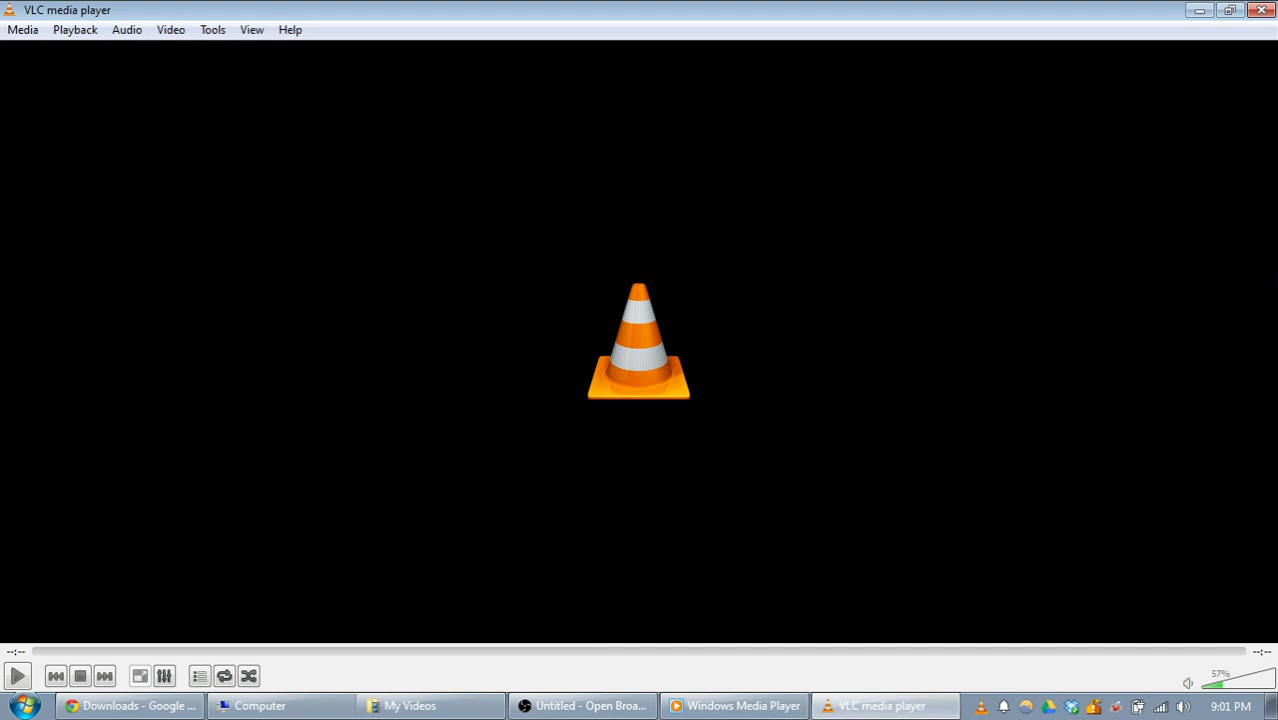 VLC media player
Media Playback Audio Video Tools View Help
--:-- --:--
57%
Downloads - Google ... Computer My Videos Untitled - Open Broa... Windows Media Player VLC media player 9:01 PM